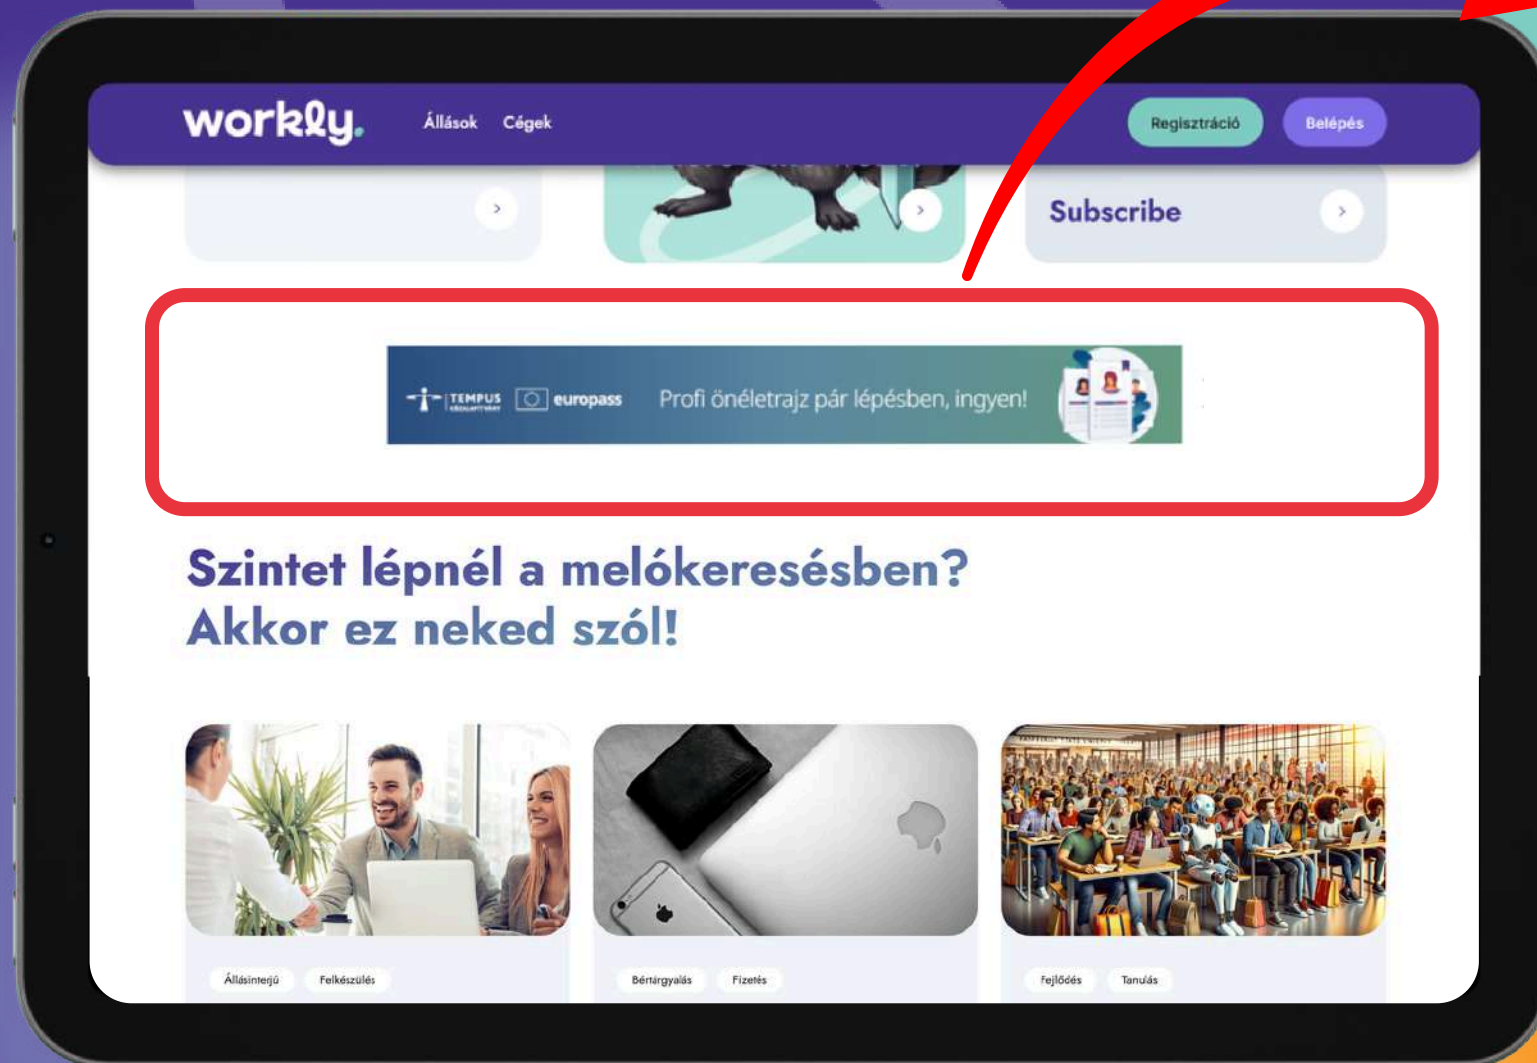 workly.
Állások Cégek
Regisztráció
Belépés
Subscribe
TEMPUS
KÖZALAPÍTVÁNY
europass
Profi önéletrajz pár lépésben, ingyen!
Szintet lépnél a melókeresésben?
Akkor ez neked szól!
Állásinterjú Felkészülés
Bértárgyalás Fizetés
Fejlődés Tanulás